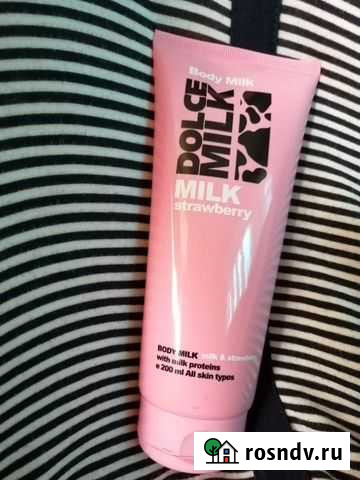 Body Milk
DOLCE
MILK
MILK
strawberry
BODY MILK milk & strawberry
with milk proteins
e 200 ml All skin types
rosndv.ru